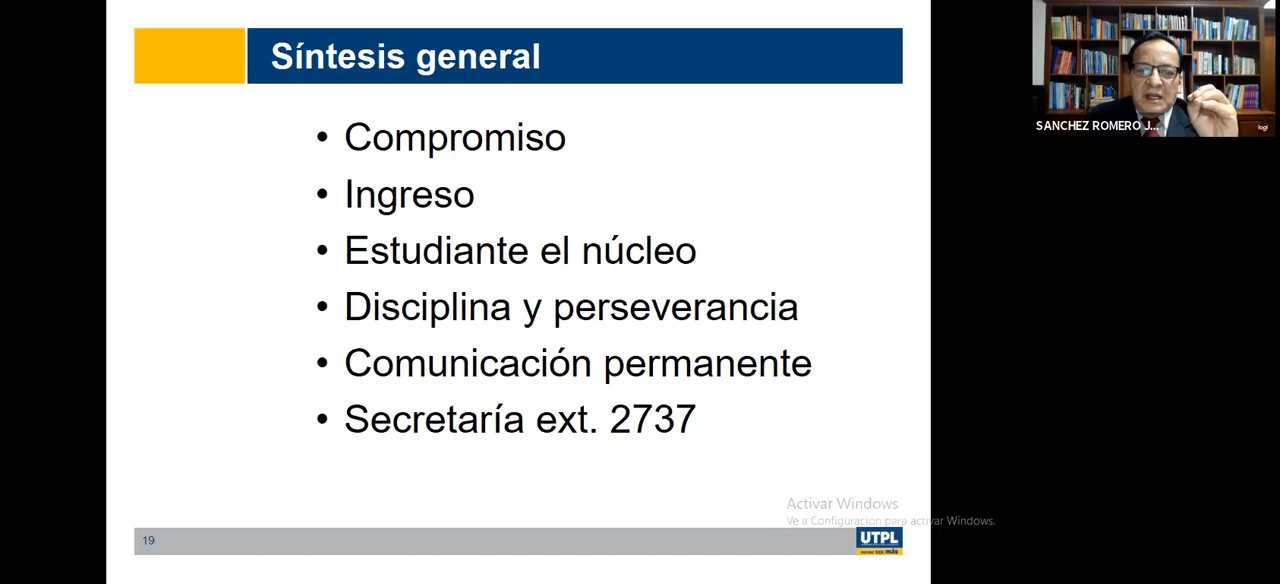 Síntesis general
• Compromiso
• Ingreso
• Estudiante el núcleo
• Disciplina y perseverancia
• Comunicación permanente
• Secretaría ext. 2737
SANCHEZ ROMERO J...
logi
Activar Windows
Ve a Configuración para activar Windows.
19
UTPL